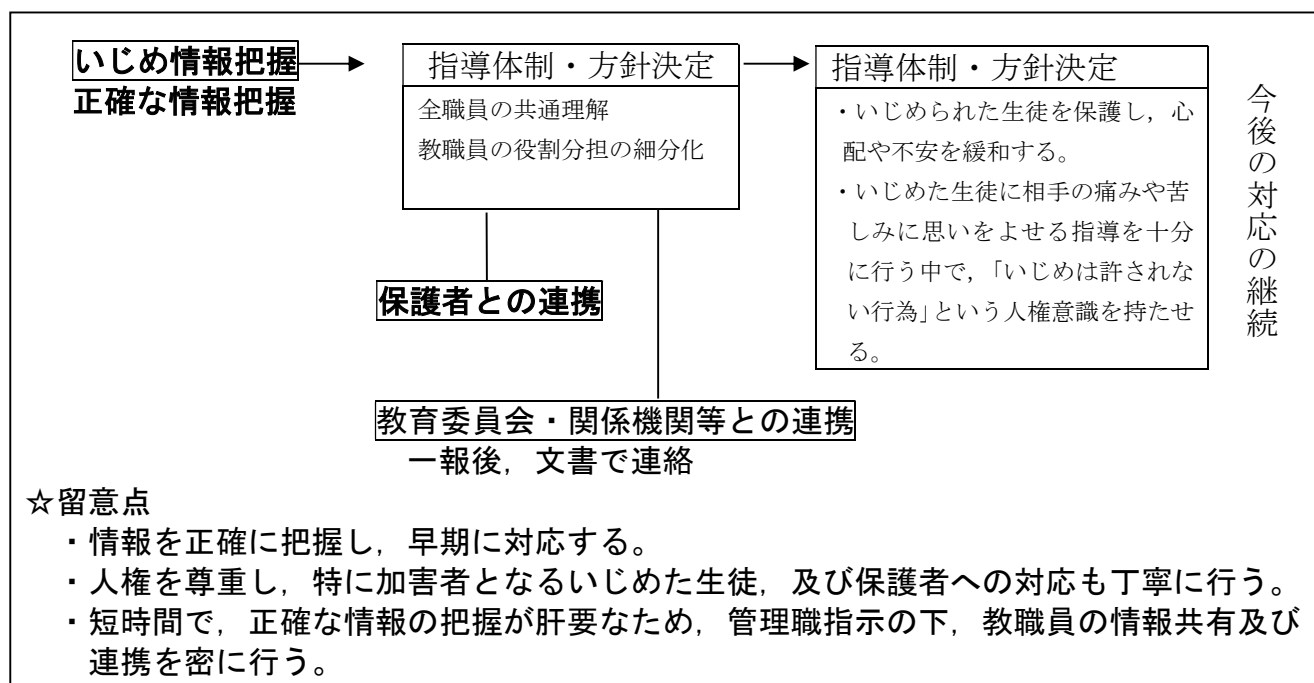 いじめ情報把握
正確な情報把握
指導体制・方針決定
全職員の共通理解
教職員の役割分担の細分化
保護者との連携
教育委員会・関係機関等との連携
一報後，文書で連絡
指導体制・方針決定
・いじめられた生徒を保護し，心
配や不安を緩和する。
・いじめた生徒に相手の痛みや苦
しみに思いをよせる指導を十分
に行う中で，「いじめは許されな
い行為」という人権意識を持たせ
る。
今後の対応の継続
☆留意点
・情報を正確に把握し，早期に対応する。
・人権を尊重し，特に加害者となるいじめた生徒，及び保護者への対応も丁寧に行う。
・短時間で，正確な情報の把握が肝要なため，管理職指示の下，教職員の情報共有及び
連携を密に行う。